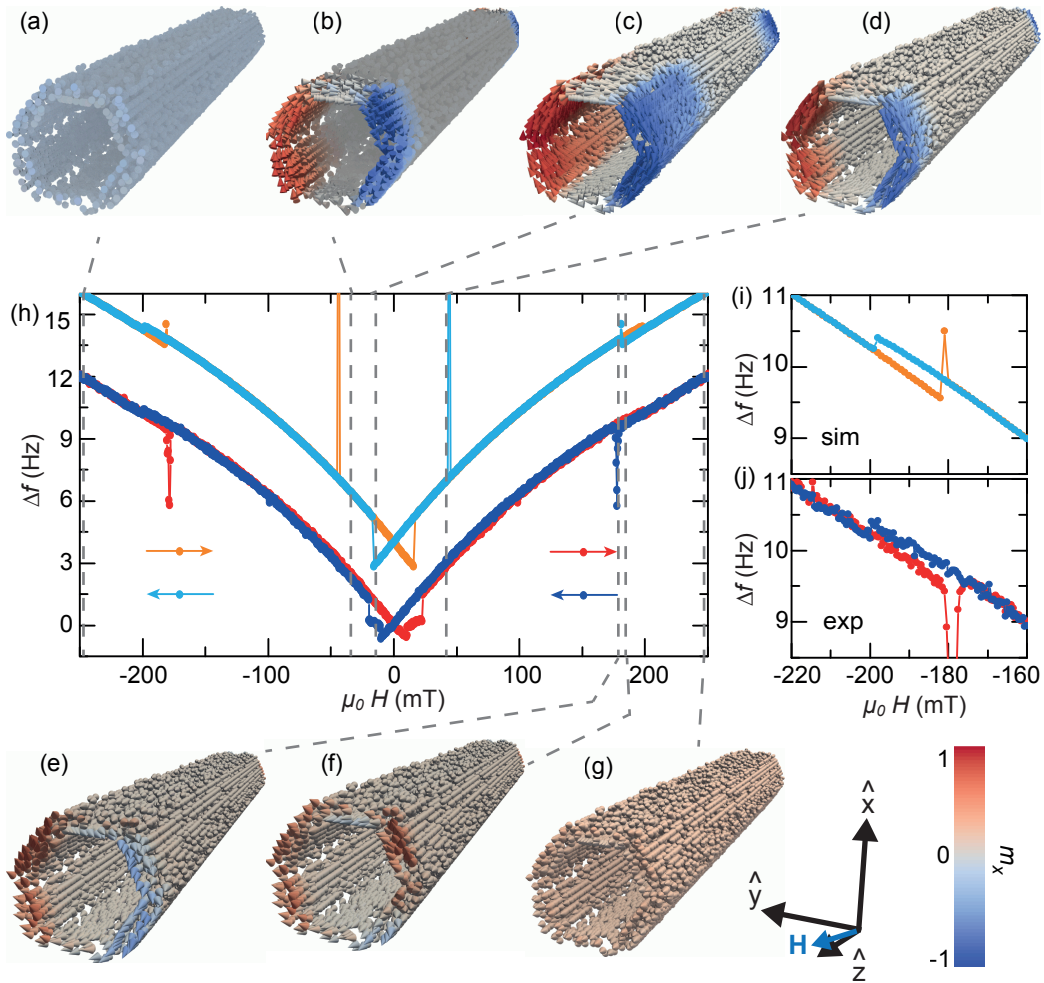 (a)
(b)
(c)
(d)
(h)
15
12
9
6
3
0
Δf (Hz)
-200
-100
0
100
200
μ₀ H (mT)
(i)
11
10
9
Δf (Hz)
sim
(j)
11
10
9
Δf (Hz)
exp
-220
-200
-180
-160
μ₀ H (mT)
(e)
(f)
(g)
x̂
ŷ
H
ẑ
1
0
-1
mₓ